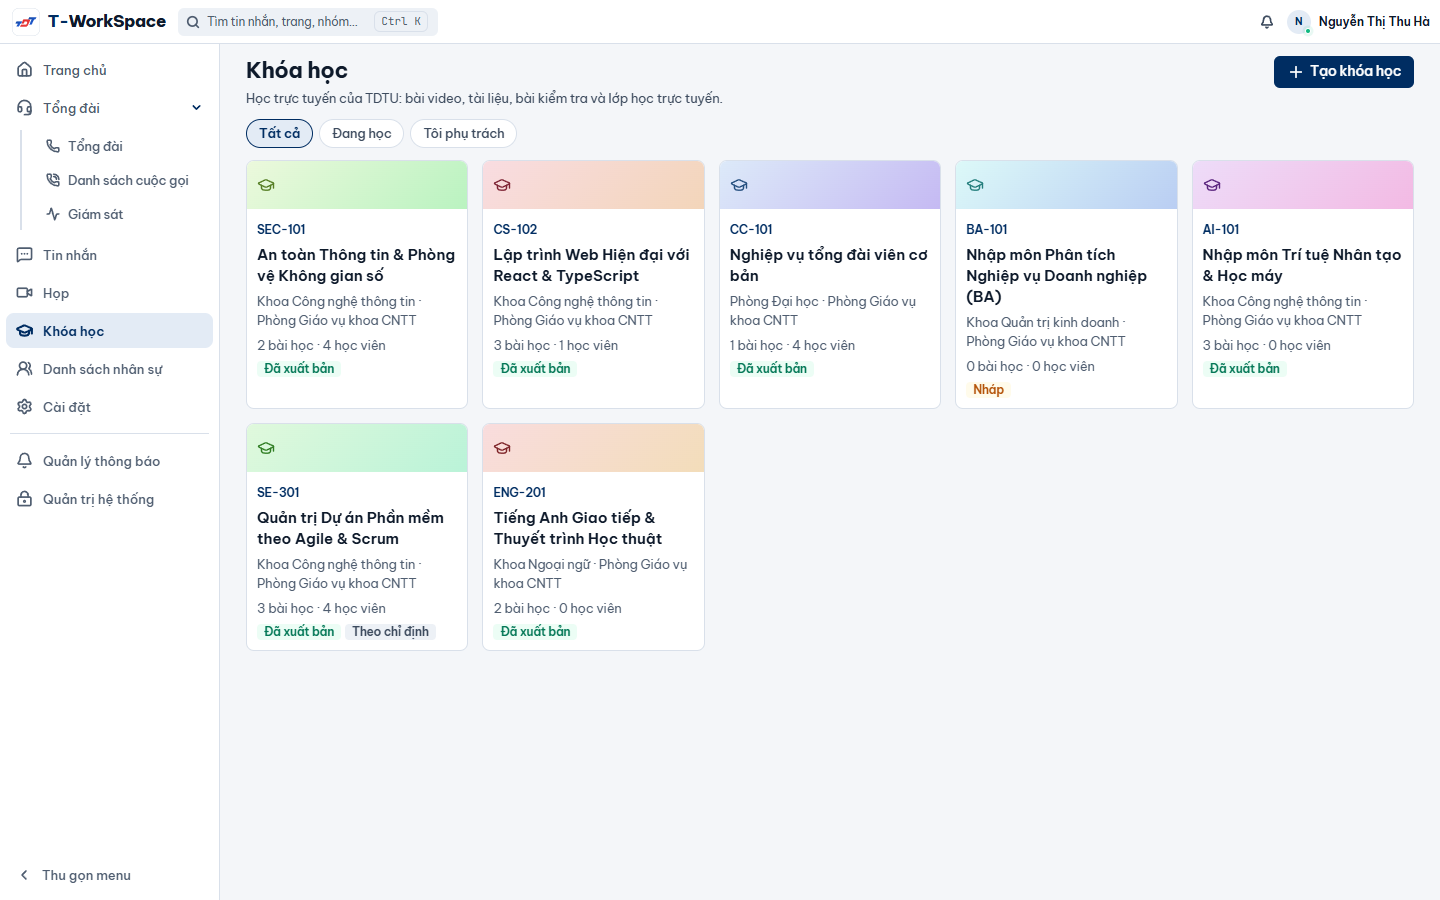 TDT T-WorkSpace
Tìm tin nhắn, trang, nhóm... Ctrl K
N Nguyễn Thị Thu Hà
Trang chủ
Tổng đài
Tổng đài
Danh sách cuộc gọi
Giám sát
Tin nhắn
Họp
Khóa học
Danh sách nhân sự
Cài đặt
Quản lý thông báo
Quản trị hệ thống
Thu gọn menu
Khóa học
Tạo khóa học
Học trực tuyến của TDTU: bài video, tài liệu, bài kiểm tra và lớp học trực tuyến.
Tất cả Đang học Tôi phụ trách
SEC-101
An toàn Thông tin & Phòng
vệ Không gian số
Khoa Công nghệ thông tin ·
Phòng Giáo vụ khoa CNTT
2 bài học · 4 học viên
Đã xuất bản
CS-102
Lập trình Web Hiện đại với
React & TypeScript
Khoa Công nghệ thông tin ·
Phòng Giáo vụ khoa CNTT
3 bài học · 1 học viên
Đã xuất bản
CC-101
Nghiệp vụ tổng đài viên cơ
bản
Phòng Đại học · Phòng Giáo vụ
khoa CNTT
1 bài học · 4 học viên
Đã xuất bản
BA-101
Nhập môn Phân tích
Nghiệp vụ Doanh nghiệp
(BA)
Khoa Quản trị kinh doanh ·
Phòng Giáo vụ khoa CNTT
0 bài học · 0 học viên
Nháp
AI-101
Nhập môn Trí tuệ Nhân tạo
& Học máy
Khoa Công nghệ thông tin ·
Phòng Giáo vụ khoa CNTT
3 bài học · 0 học viên
Đã xuất bản
SE-301
Quản trị Dự án Phần mềm
theo Agile & Scrum
Khoa Công nghệ thông tin ·
Phòng Giáo vụ khoa CNTT
3 bài học · 4 học viên
Đã xuất bản Theo chỉ định
ENG-201
Tiếng Anh Giao tiếp &
Thuyết trình Học thuật
Khoa Ngoại ngữ · Phòng Giáo vụ
khoa CNTT
2 bài học · 0 học viên
Đã xuất bản